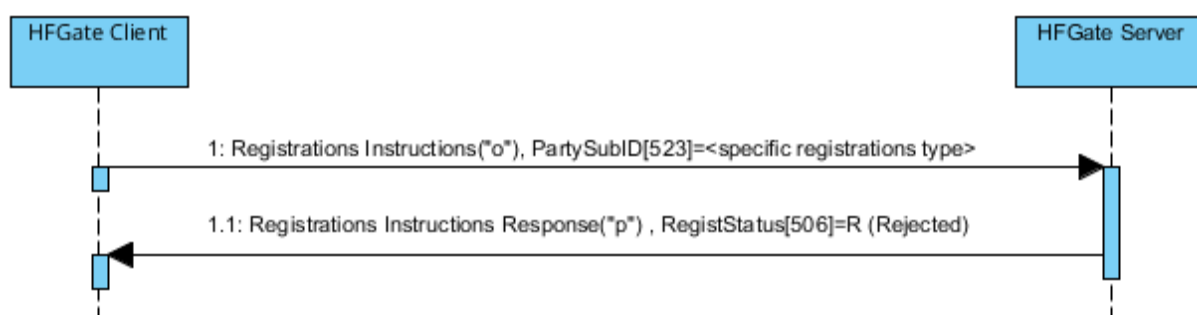 HFGate Client
HFGate Server
1: Registrations Instructions("o"), PartySubID[523]=<specific registrations type>
1.1: Registrations Instructions Response("p") , RegistStatus[506]=R (Rejected)